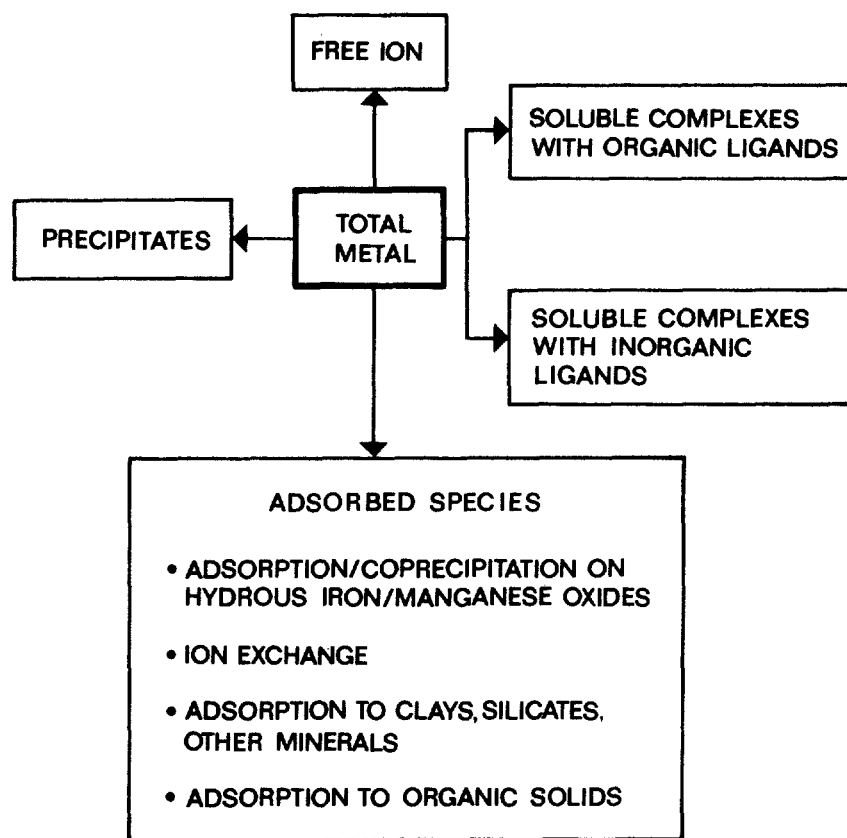 FREE ION
SOLUBLE COMPLEXES
WITH ORGANIC LIGANDS
PRECIPITATES
TOTAL
METAL
SOLUBLE COMPLEXES
WITH INORGANIC
LIGANDS
ADSORBED SPECIES
• ADSORPTION/COPRECIPITATION ON
HYDROUS IRON/MANGANESE OXIDES
• ION EXCHANGE
• ADSORPTION TO CLAYS, SILICATES,
OTHER MINERALS
• ADSORPTION TO ORGANIC SOLIDS